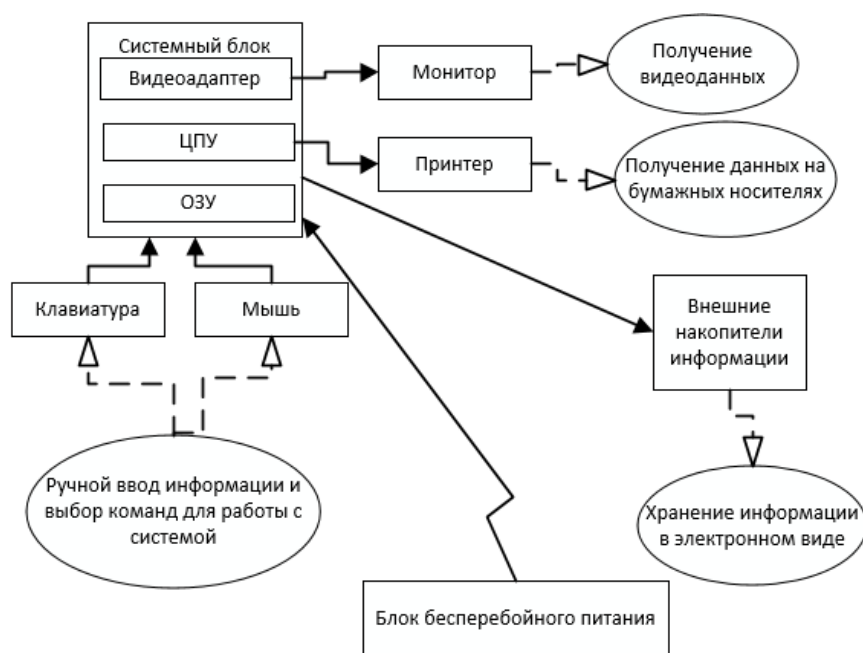 Системный блок
Видеоадаптер
Монитор
Получение
видеоданных
ЦПУ
Принтер
Получение данных на
бумажных носителях
ОЗУ
Клавиатура
Мышь
Внешние
накопители
информации
Ручной ввод информации и
выбор команд для работы с
системой
Хранение информации
в электронном виде
Блок бесперебойного питания